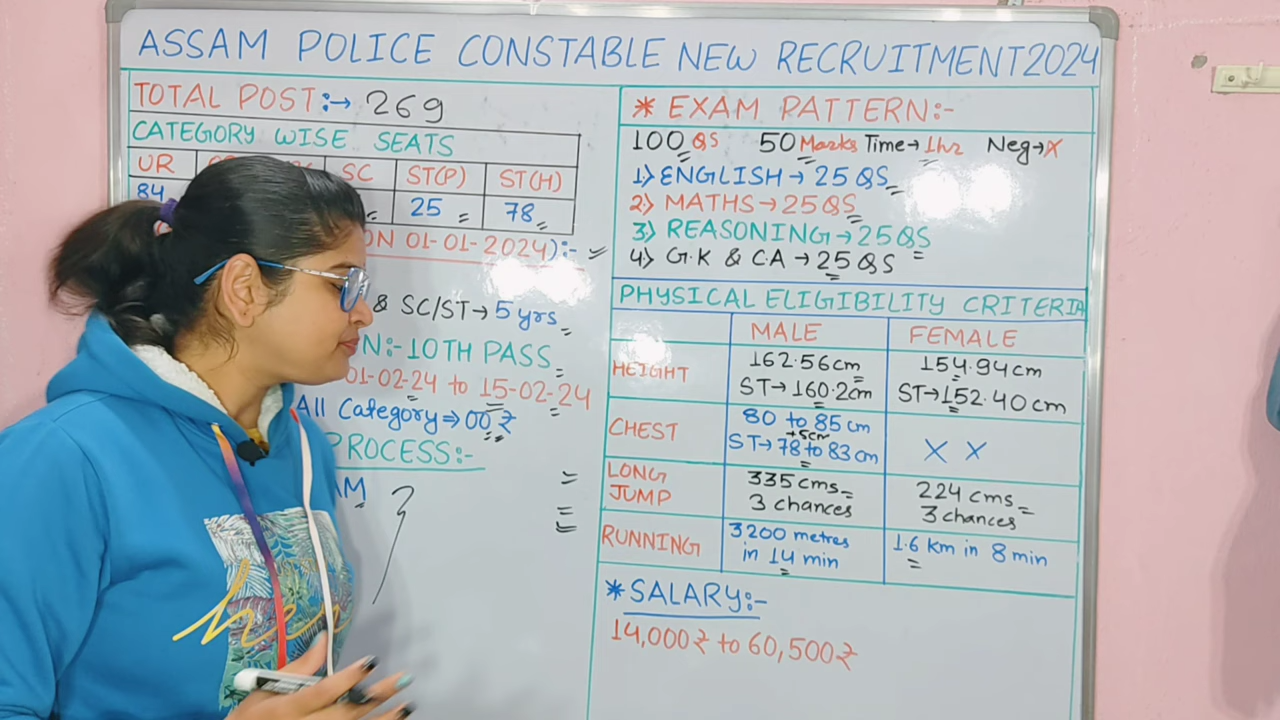 ASSAM POLICE CONSTABLE NEW RECRUITMENT 2024
TOTAL POST:→ 269
CATEGORY WISE SEATS
UR SC ST(P) ST(H)
84 25 78
ON 01-01-2024):-
& SC/ST→ 5 yrs
N:- 10TH PASS
01-02-24 to 15-02-24
All Category⇒ 00 ₹
PROCESS:-
AM
* EXAM PATTERN:-
100 QS 50 Marks Time→ 1hr Neg→X
1) ENGLISH → 25 QS
2) MATHS → 25 QS
3) REASONING → 25 QS
4) G.K & C.A → 25 QS
PHYSICAL ELIGIBILITY CRITERIA
MALE FEMALE
HEIGHT 162.56cm 154.94cm
ST→160.2cm ST→152.40 cm
CHEST 80 to 85 cm X X
+5cm
ST→ 78 to 83 cm
LONG JUMP 335 cms 224 cms
3 chances 3 chances
RUNNING 3200 metres 1.6 Km in 8 min
in 14 min
* SALARY:-
14,000₹ to 60,500₹
her